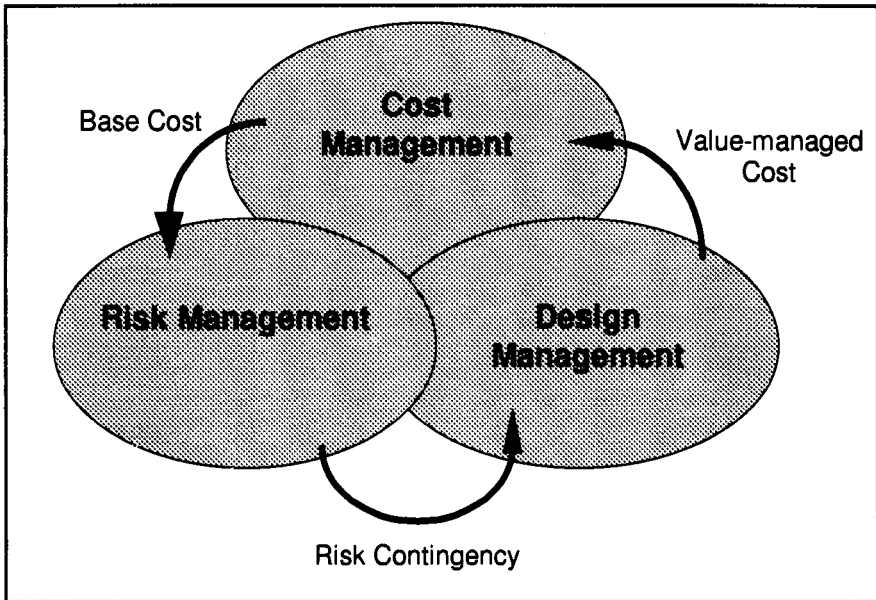 Cost
Management
Base Cost
Value-managed
Cost
Risk Management
Design
Management
Risk Contingency